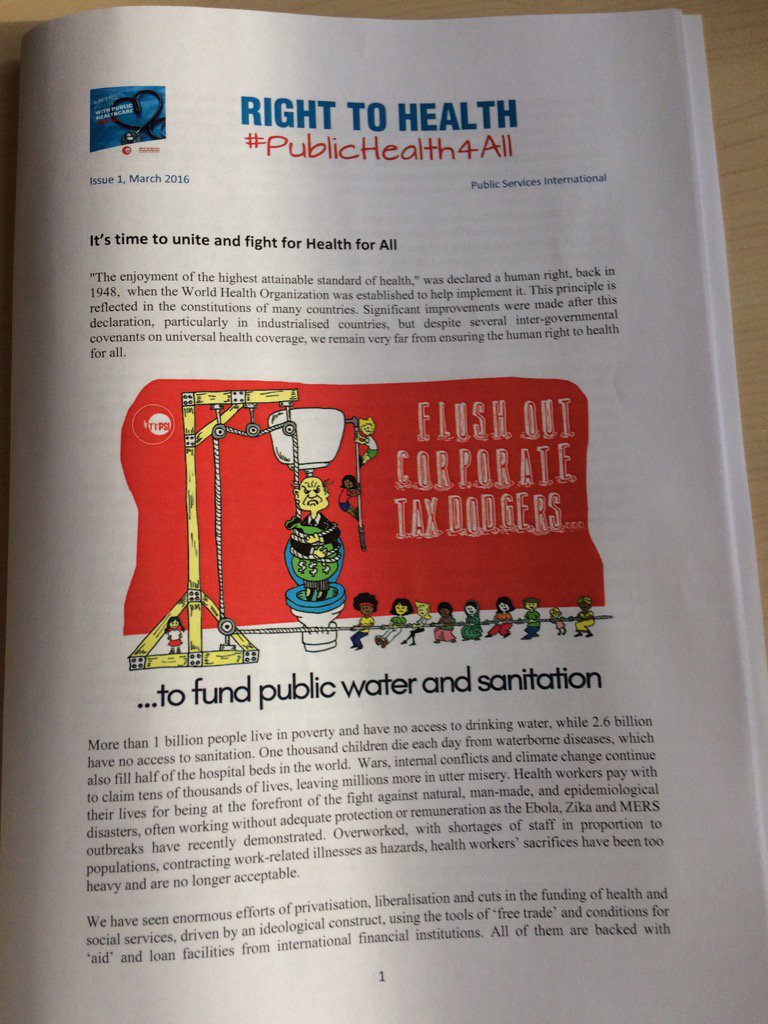 WITH PUBLIC
HEALTHCARE
RIGHT TO HEALTH
#PublicHealth4All
Issue 1, March 2016
Public Services International
It's time to unite and fight for Health for All
"The enjoyment of the highest attainable standard of health," was declared a human right, back in
1948, when the World Health Organization was established to help implement it. This principle is
reflected in the constitutions of many countries. Significant improvements were made after this
declaration, particularly in industrialised countries, but despite several inter-governmental
covenants on universal health coverage, we remain very far from ensuring the human right to health
for all.
PSI
FLUSH OUT
CORPORATE
TAX DODGERS...
$ $ $
...to fund public water and sanitation
More than 1 billion people live in poverty and have no access to drinking water, while 2.6 billion
have no access to sanitation. One thousand children die each day from waterborne diseases, which
also fill half of the hospital beds in the world. Wars, internal conflicts and climate change continue
to claim tens of thousands of lives, leaving millions more in utter misery. Health workers pay with
their lives for being at the forefront of the fight against natural, man-made, and epidemiological
disasters, often working without adequate protection or remuneration as the Ebola, Zika and MERS
outbreaks have recently demonstrated. Overworked, with shortages of staff in proportion to
populations, contracting work-related illnesses as hazards, health workers' sacrifices have been too
heavy and are no longer acceptable.
We have seen enormous efforts of privatisation, liberalisation and cuts in the funding of health and
social services, driven by an ideological construct, using the tools of 'free trade' and conditions for
'aid' and loan facilities from international financial institutions. All of them are backed with
1